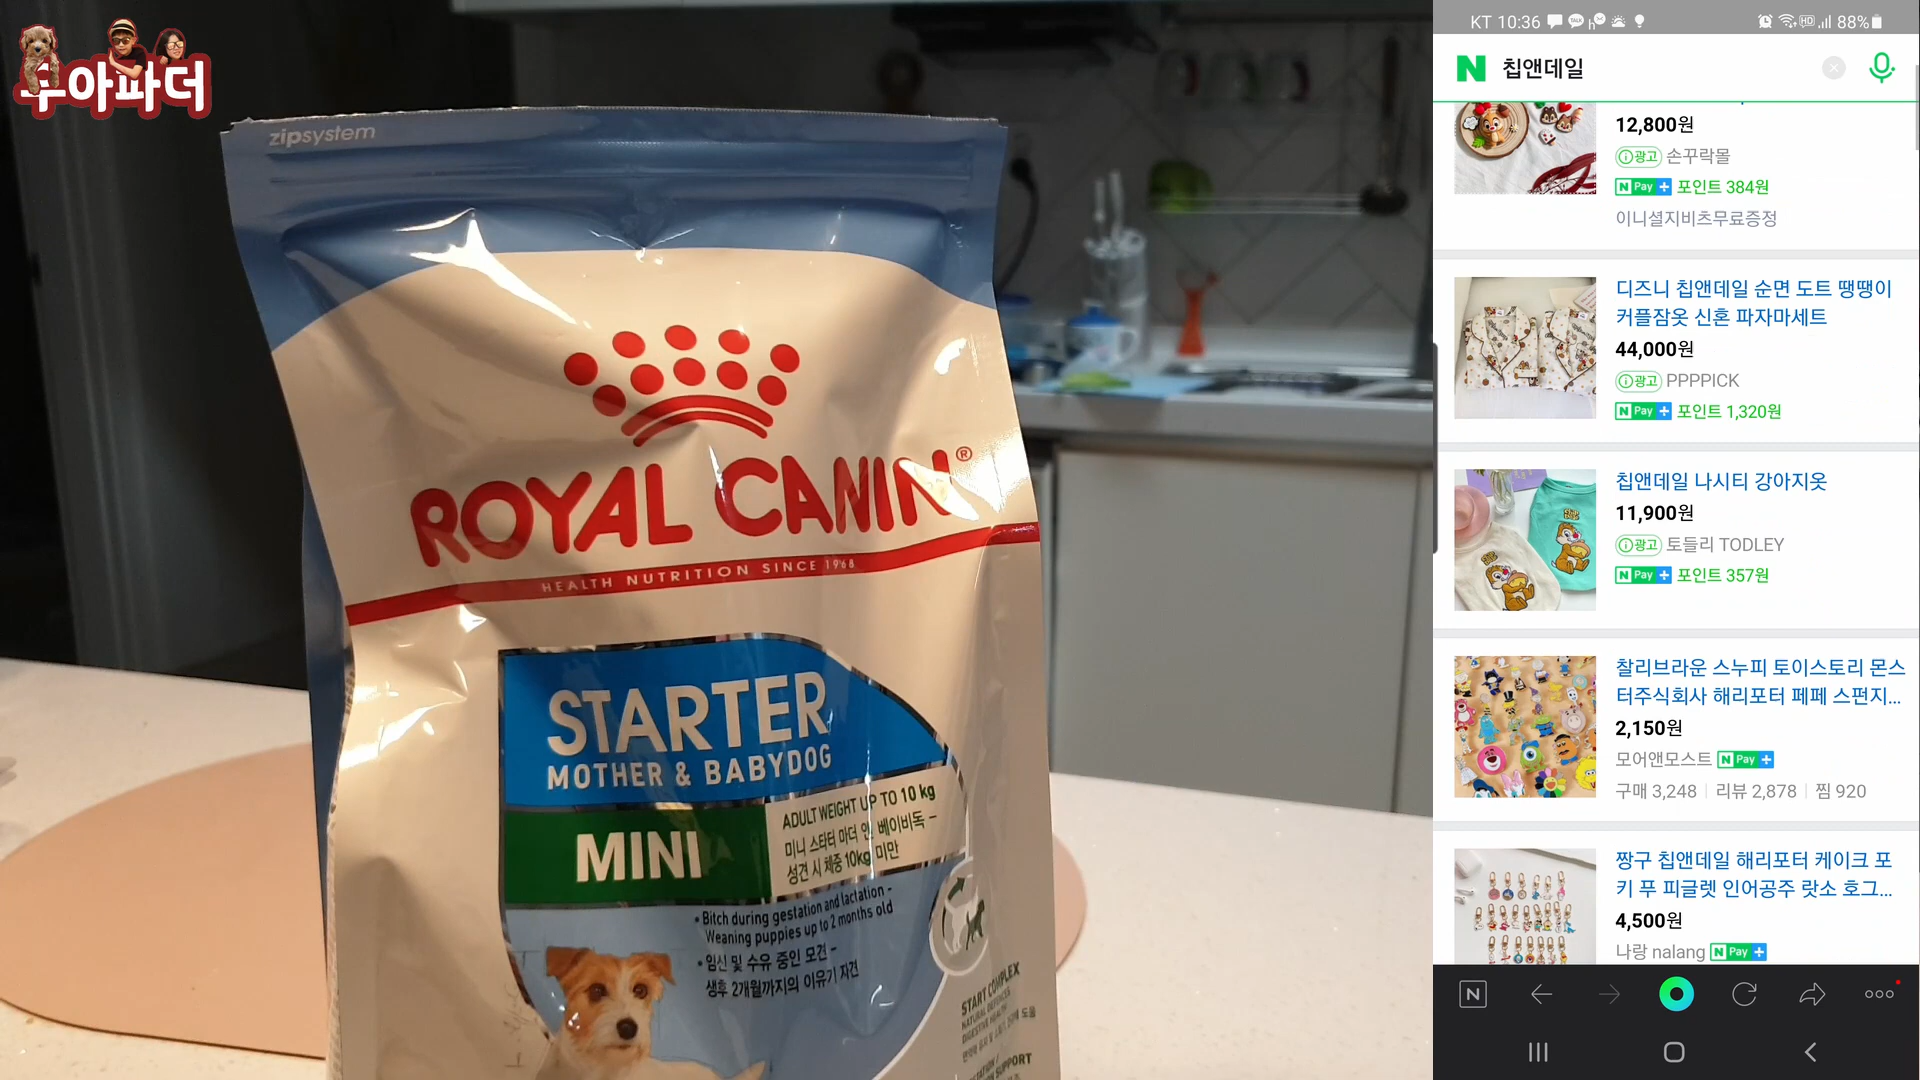 우아파더
zipsystem
ROYAL CANIN®
HEALTH NUTRITION SINCE 1968
STARTER
MOTHER & BABYDOG
MINI
ADULT WEIGHT UP TO 10 kg
미니 스타터 마더 앤 베이비독 –
성견 시 체중 10kg 미만
• Bitch during gestation and lactation -
Weaning puppies up to 2 months old
• 임신 및 수유 중인 모견 –
생후 2개월까지의 이유기 자견
START COMPLEX
NATURAL DEFENCES
DIGESTIVE HEALTH
SUPPORT
KT 10:36
HD
88%
N
칩앤데일
12,800원
광고 손꾸락몰
N Pay+ 포인트 384원
이니셜지비츠무료증정
디즈니 칩앤데일 순면 도트 땡땡이
커플잠옷 신혼 파자마세트
44,000원
광고 PPPPICK
N Pay+ 포인트 1,320원
칩앤데일 나시티 강아지옷
11,900원
광고 토들리 TODLEY
N Pay+ 포인트 357원
찰리브라운 스누피 토이스토리 몬스
터주식회사 해리포터 페페 스펀지...
2,150원
모어앤모스트 N Pay+
구매 3,248 | 리뷰 2,878 | 찜 920
짱구 칩앤데일 해리포터 케이크 포
키 푸 피글렛 인어공주 랏소 호그...
4,500원
나랑 nalang N Pay+
N